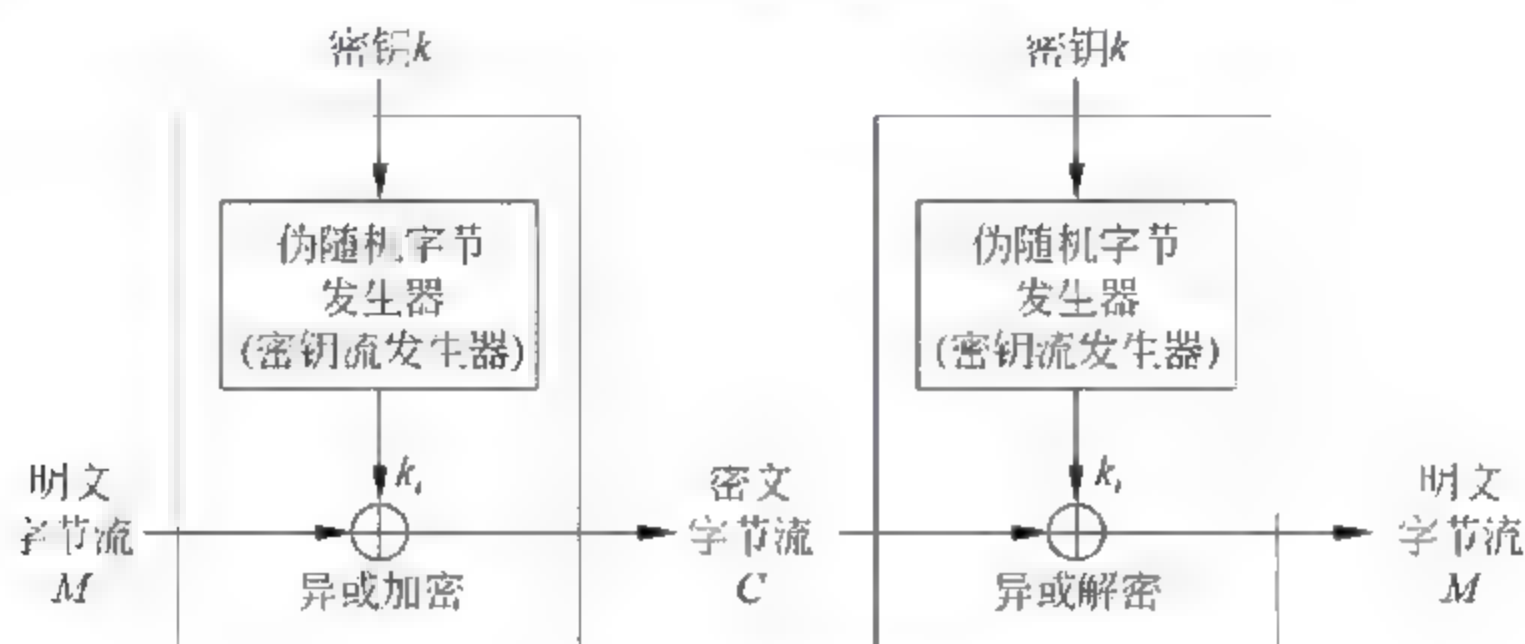 密钥k
密钥k
伪随机字节
发生器
(密钥流发生器)
伪随机字节
发生器
(密钥流发生器)
kᵢ
kᵢ
明文
字节流
M
异或加密
密文
字节流
C
异或解密
明文
字节流
M